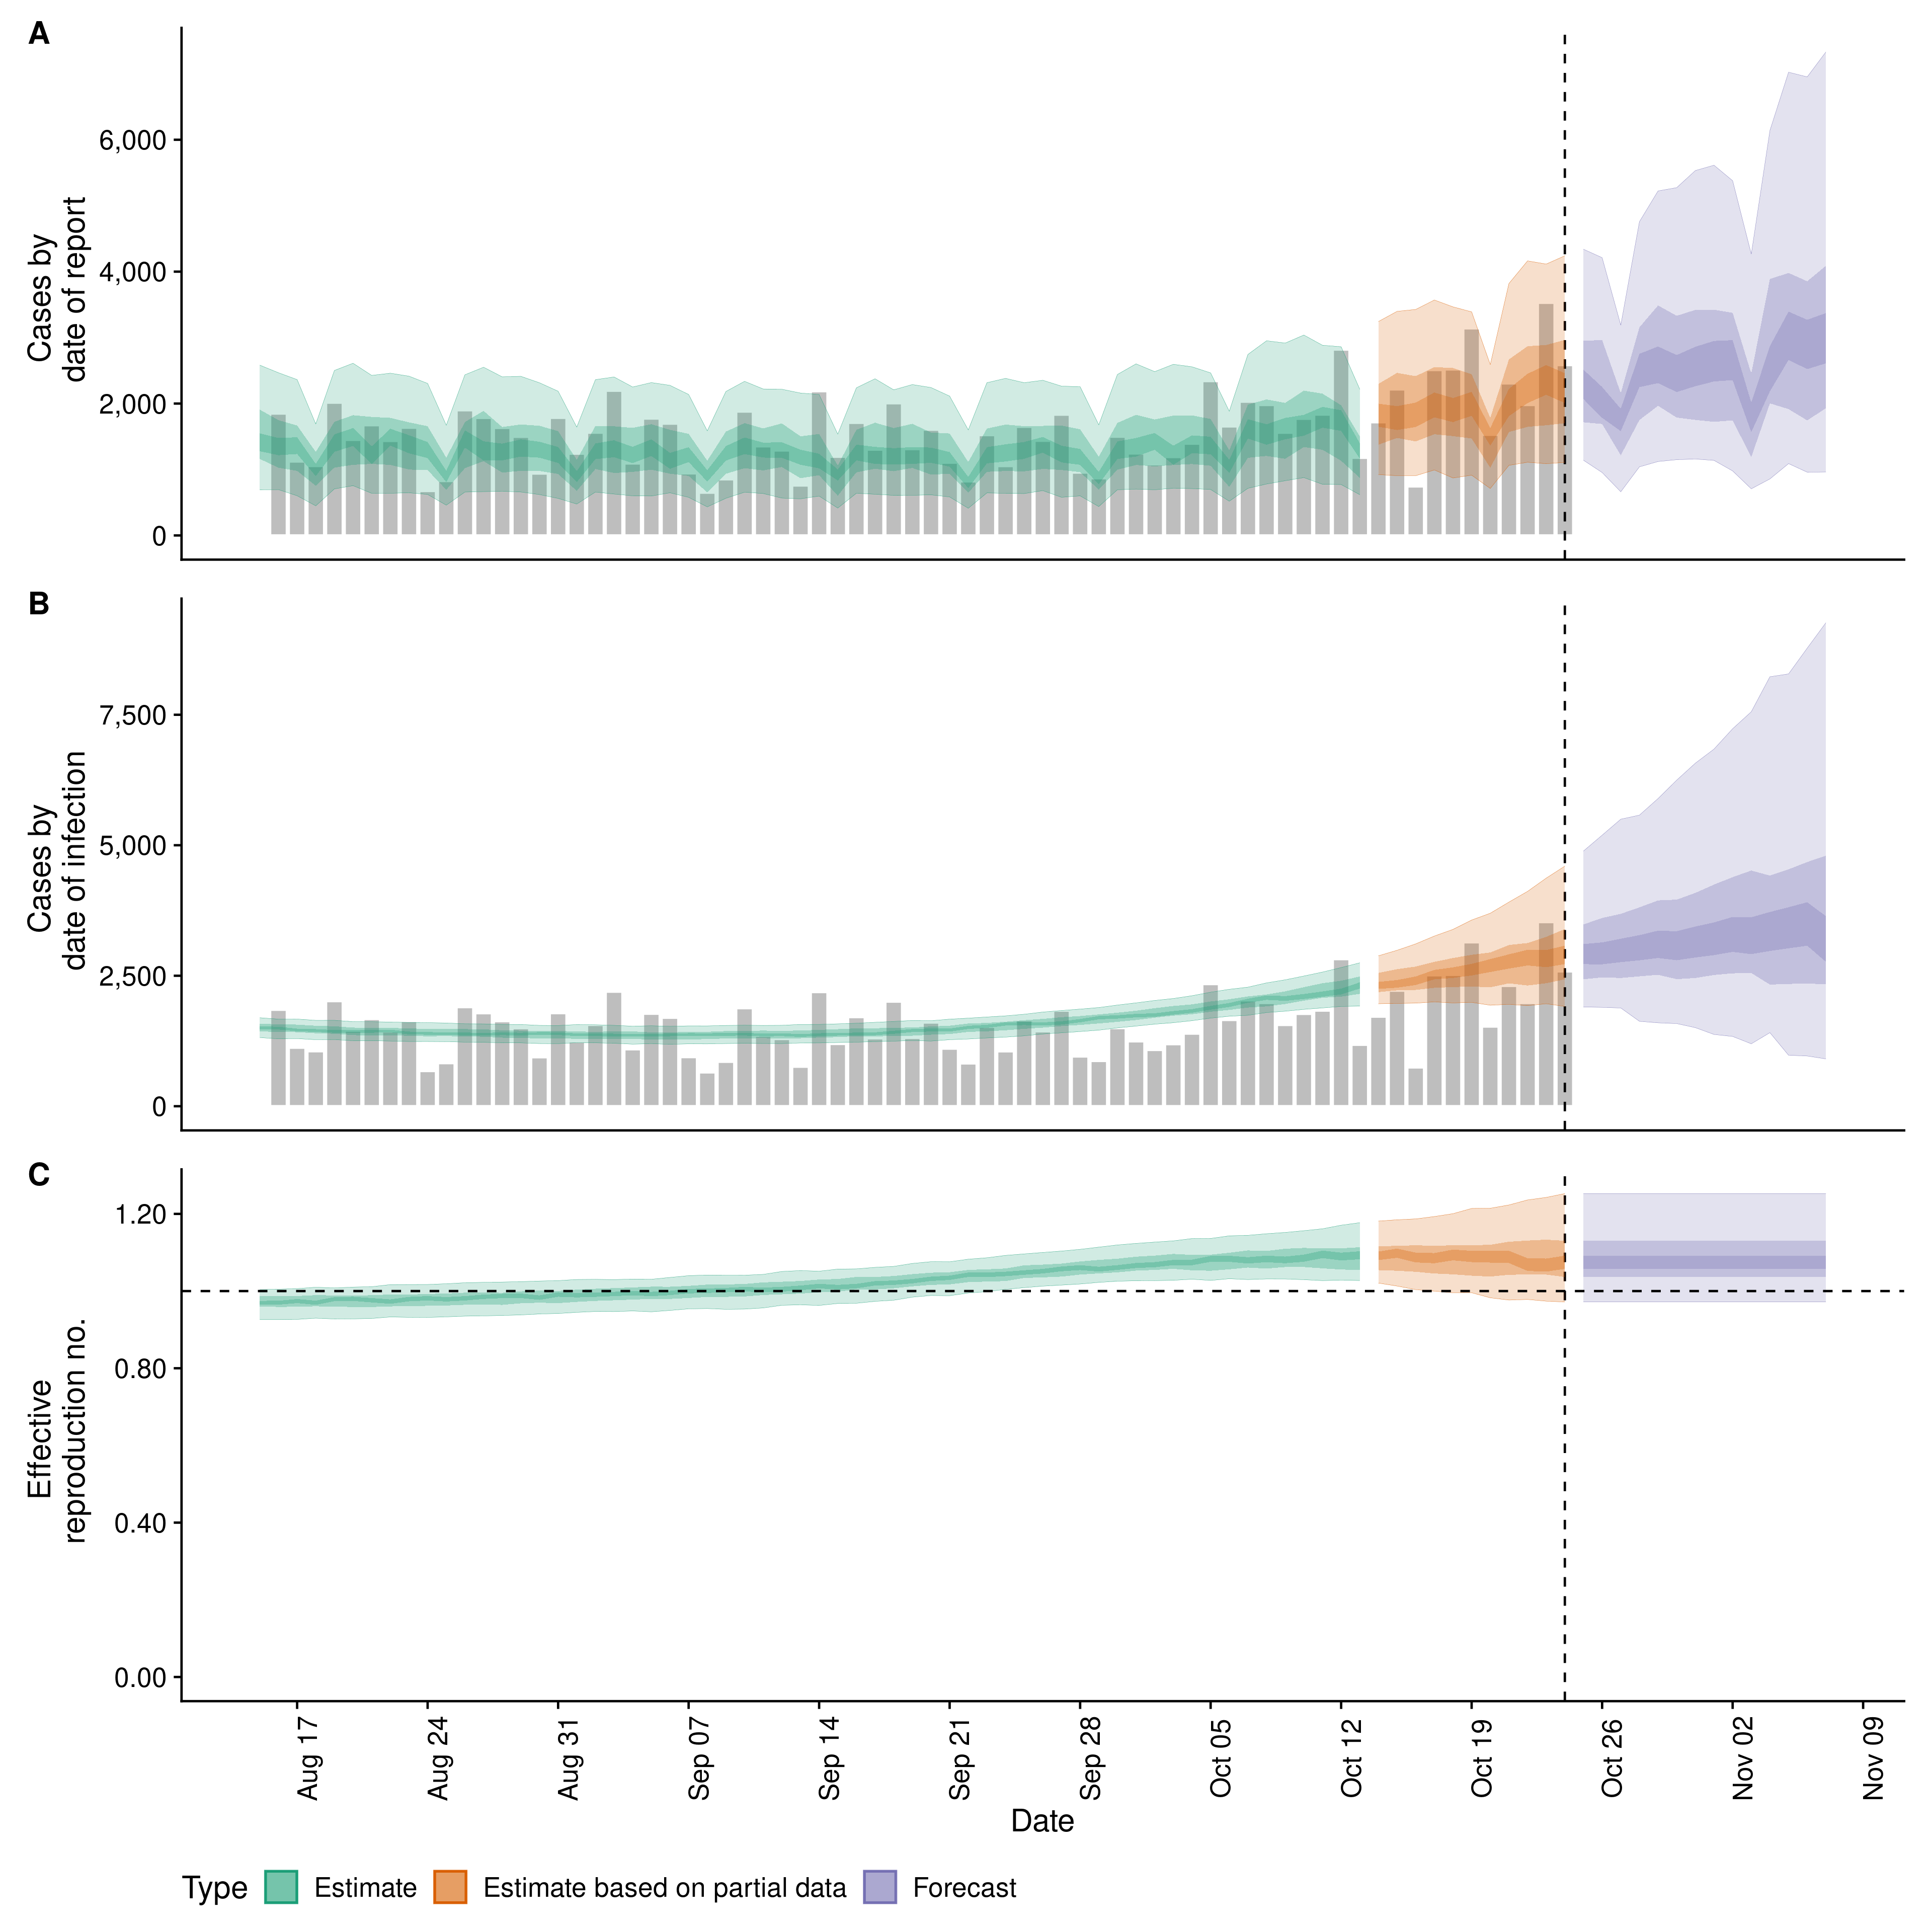 A
Cases by
date of report
6,000
4,000
2,000
0
B
Cases by
date of infection
7,500
5,000
2,500
0
C
Effective
reproduction no.
1.20
0.80
0.40
0.00
Aug 17
Aug 24
Aug 31
Sep 07
Sep 14
Sep 21
Sep 28
Oct 05
Oct 12
Oct 19
Oct 26
Nov 02
Nov 09
Date
Type Estimate Estimate based on partial data Forecast